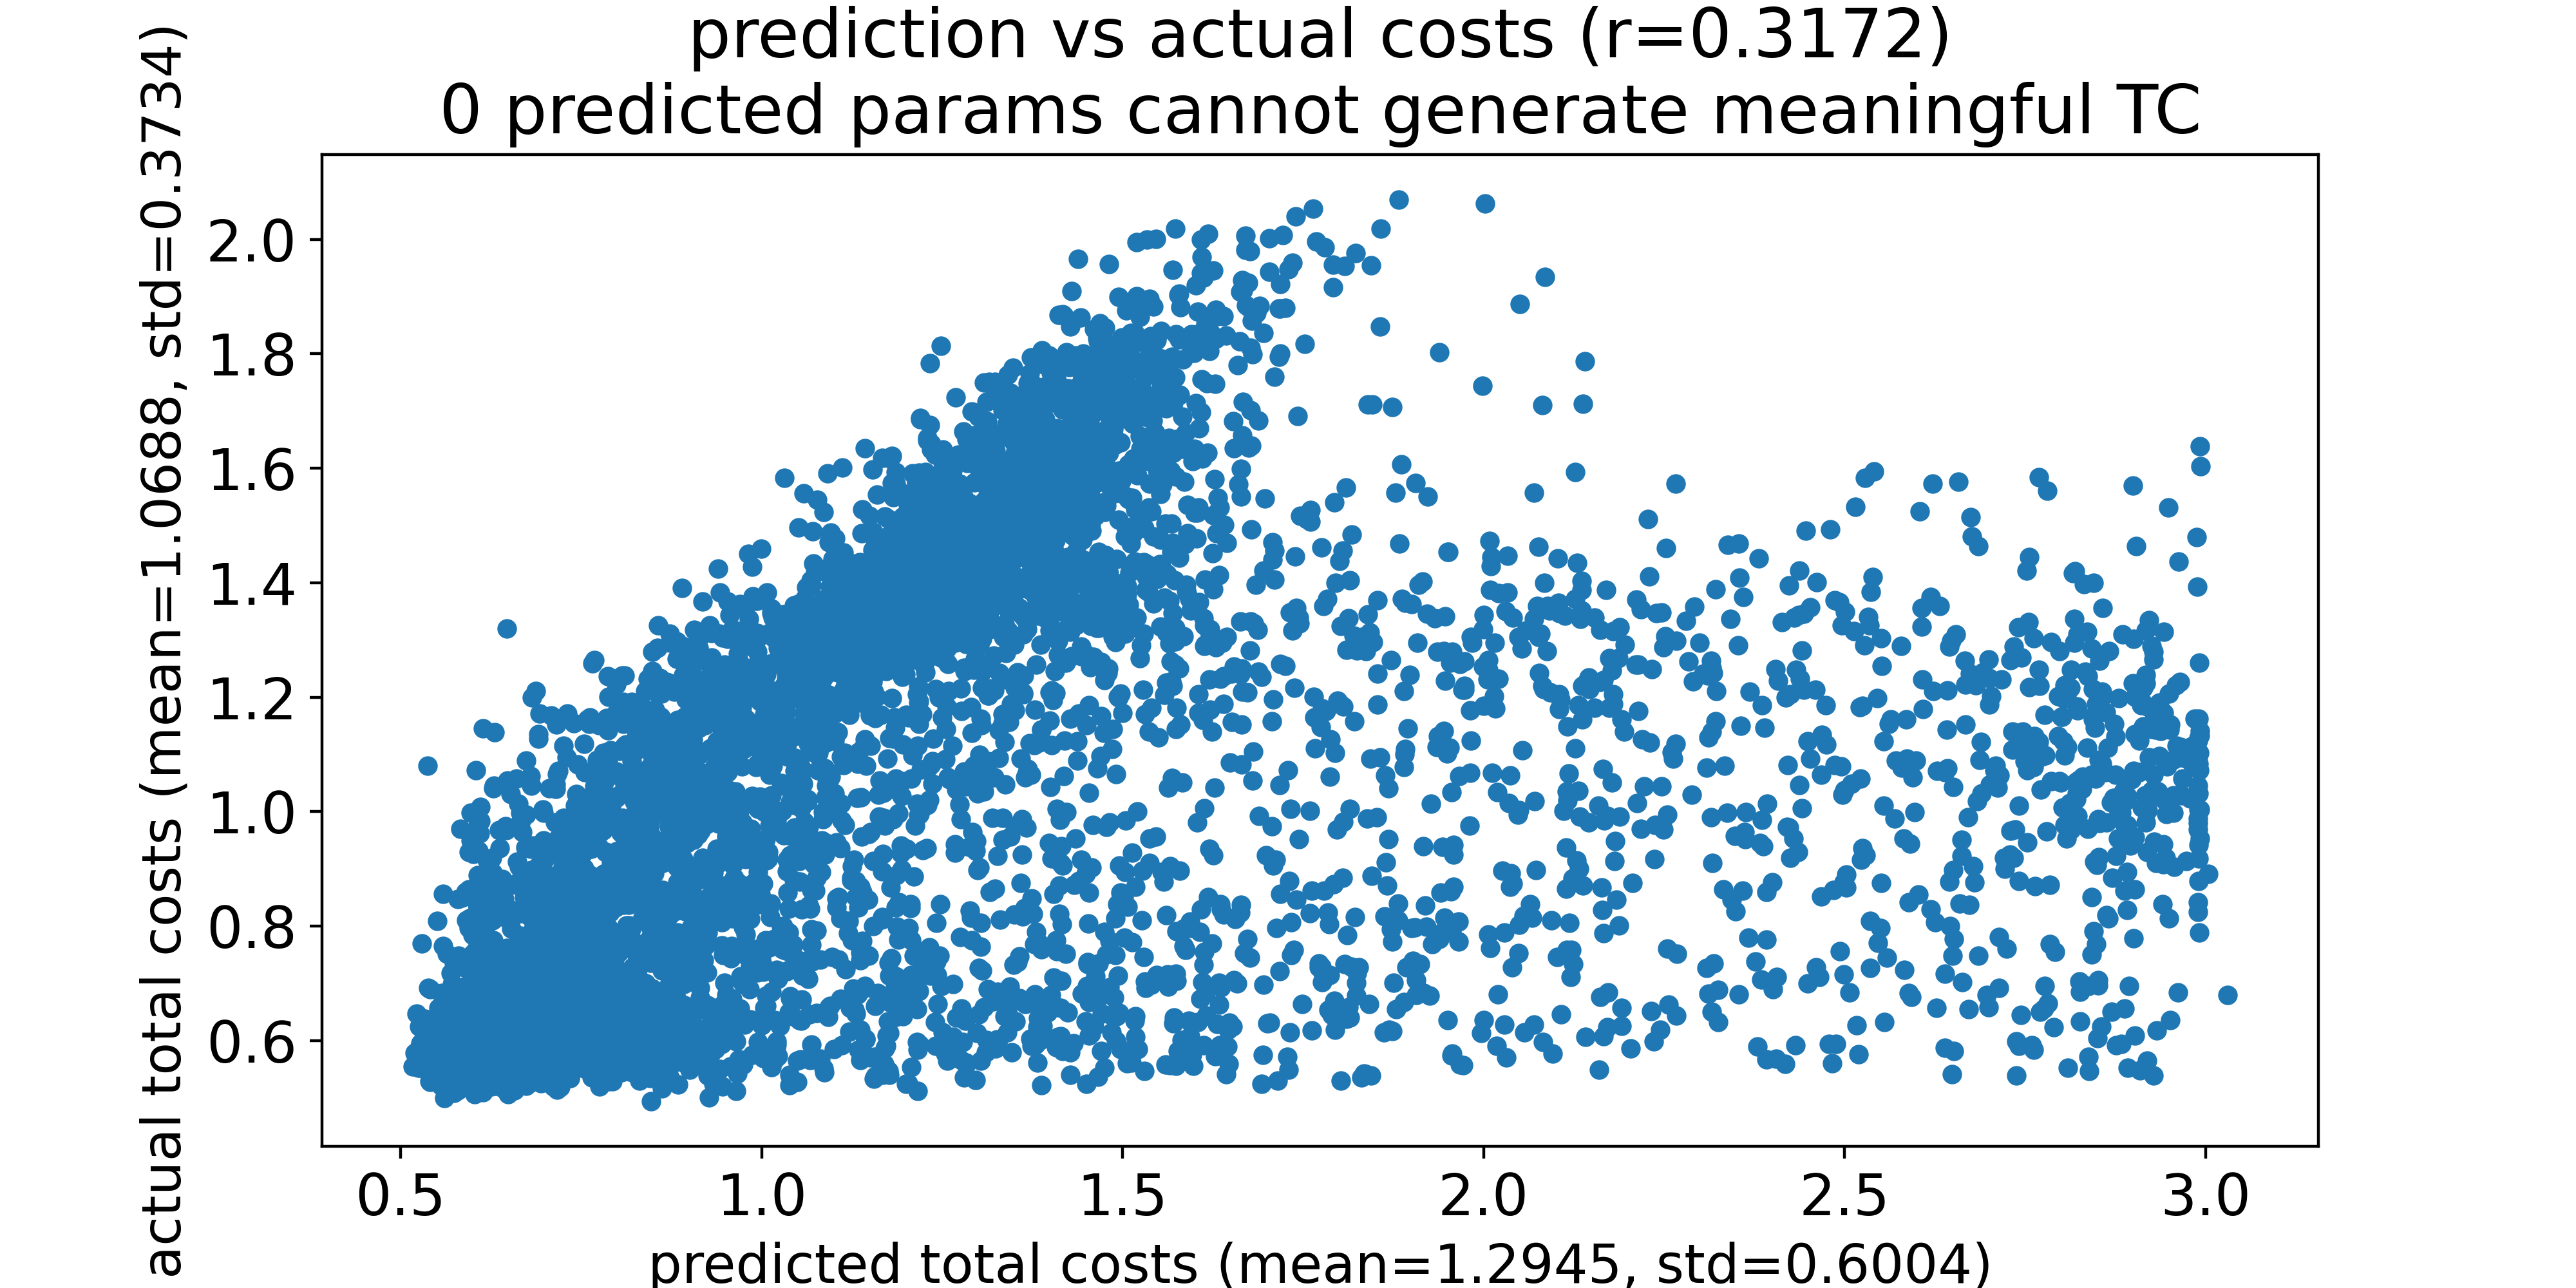 prediction vs actual costs (r=0.3172)
0 predicted params cannot generate meaningful TC
actual total costs (mean=1.0688, std=0.3734)
2.0
1.8
1.6
1.4
1.2
1.0
0.8
0.6
0.5 1.0 1.5 2.0 2.5 3.0
predicted total costs (mean=1.2945, std=0.6004)